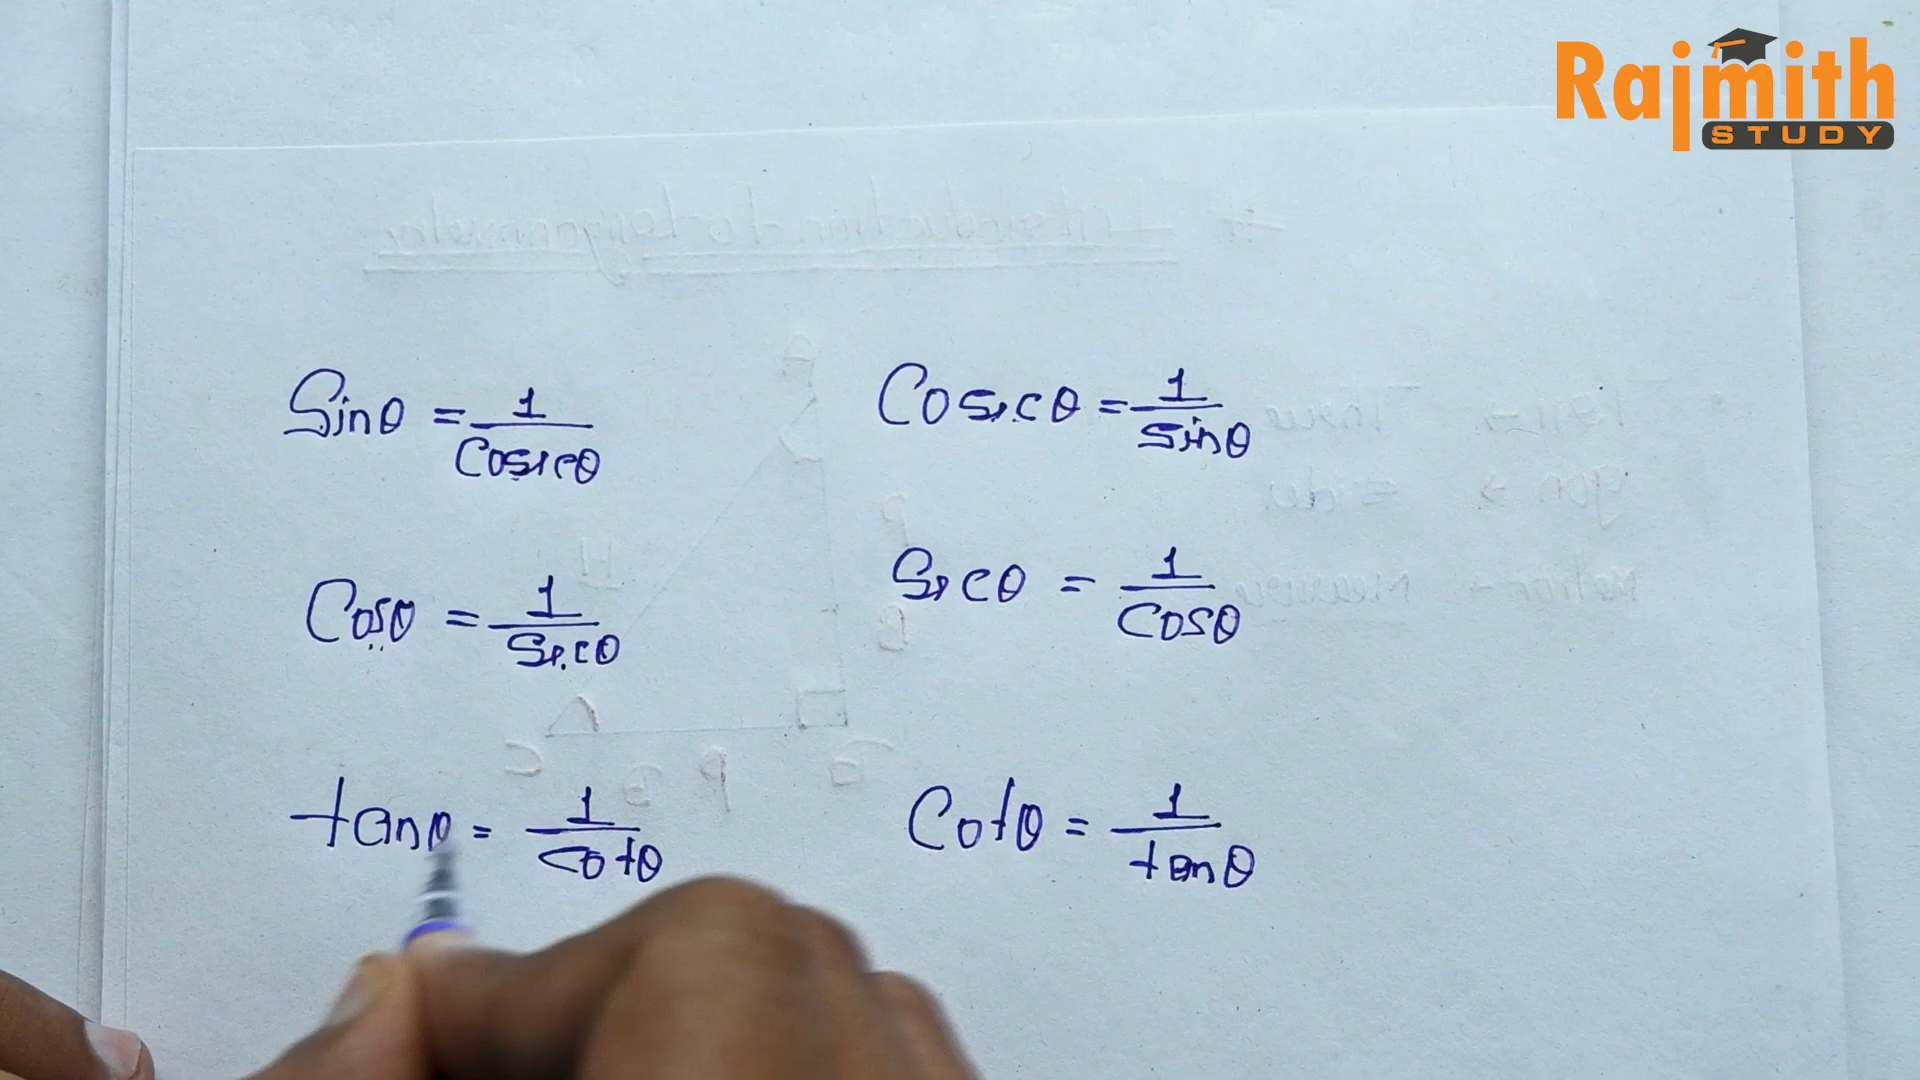 Rajmith
STUDY
Sinθ = 1/Cosecθ
Cosecθ = 1/Sinθ
Cosθ = 1/Secθ
Secθ = 1/Cosθ
tanθ = 1/Cotθ
Cotθ = 1/tanθ